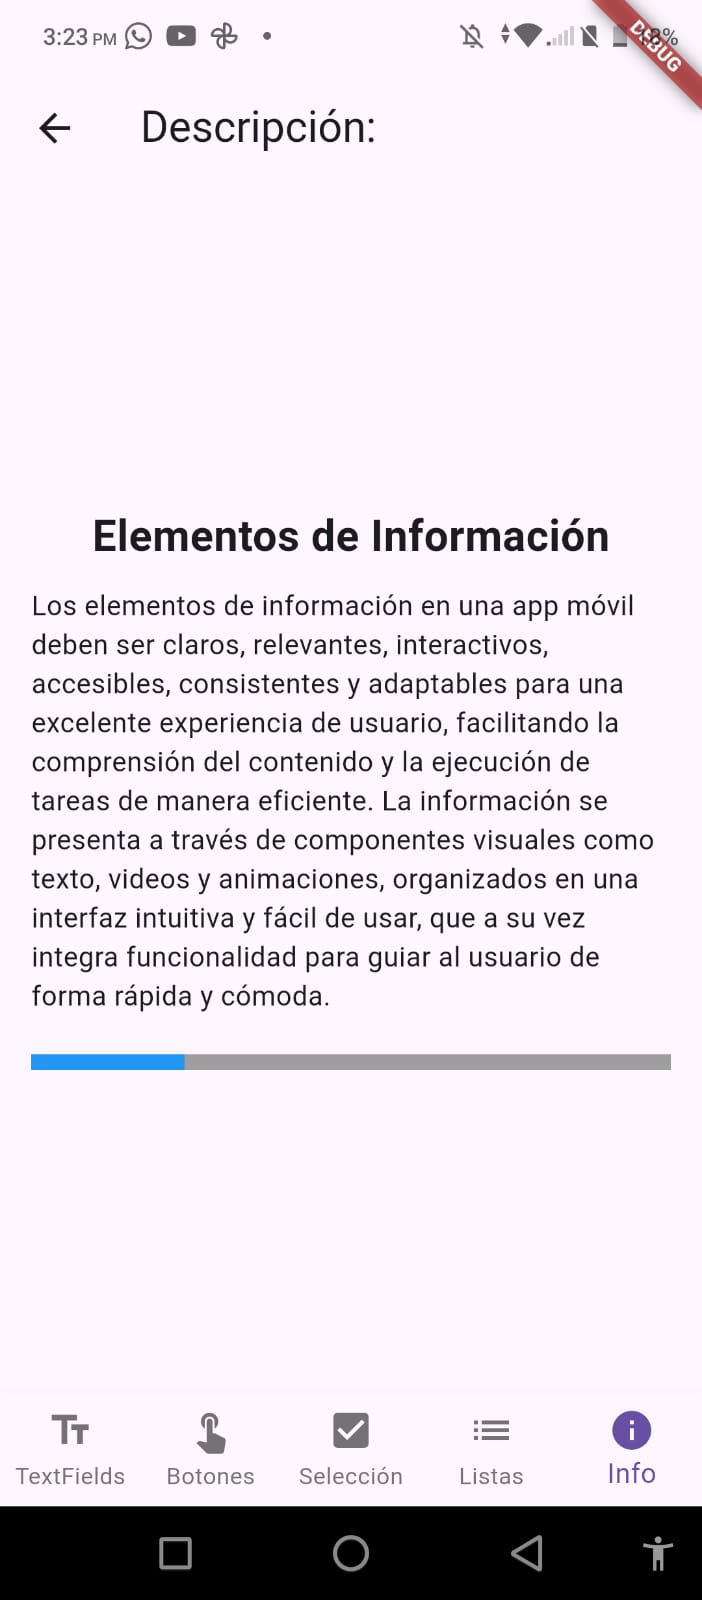 3:23 PM
DEBUG
Descripción:
Elementos de Información
Los elementos de información en una app móvil
deben ser claros, relevantes, interactivos,
accesibles, consistentes y adaptables para una
excelente experiencia de usuario, facilitando la
comprensión del contenido y la ejecución de
tareas de manera eficiente. La información se
presenta a través de componentes visuales como
texto, videos y animaciones, organizados en una
interfaz intuitiva y fácil de usar, que a su vez
integra funcionalidad para guiar al usuario de
forma rápida y cómoda.
TextFields Botones Selección Listas Info